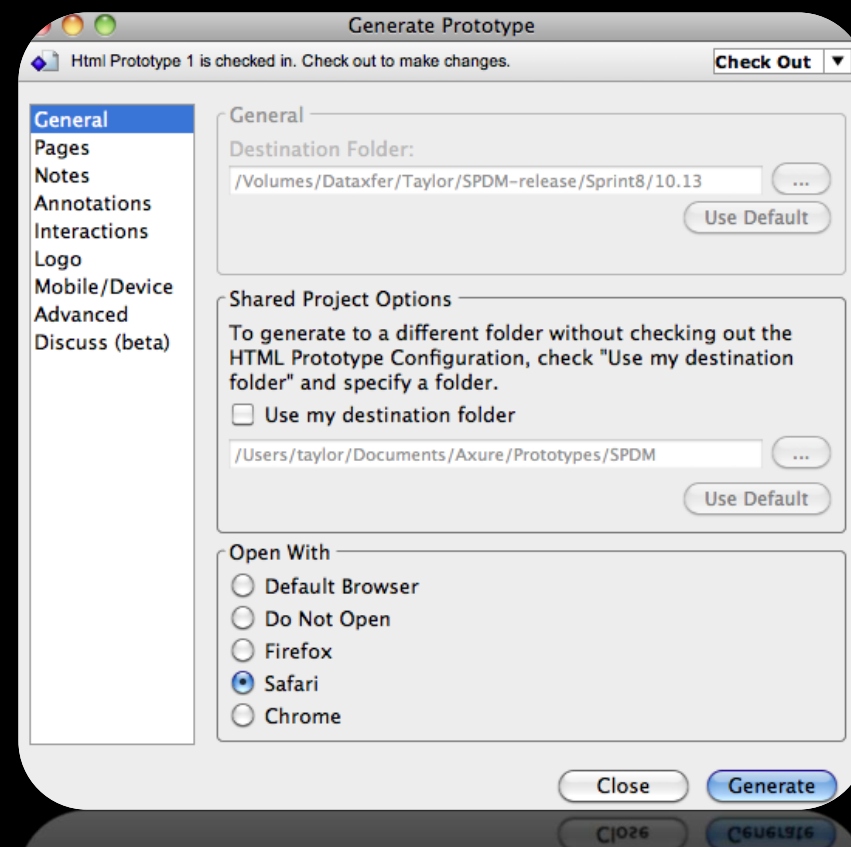 Generate Prototype
Html Prototype 1 is checked in. Check out to make changes.
Check Out
General
Pages
Notes
Annotations
Interactions
Logo
Mobile/Device
Advanced
Discuss (beta)
General
Destination Folder:
/Volumes/Dataxfer/Taylor/SPDM-release/Sprint8/10.13
...
Use Default
Shared Project Options
To generate to a different folder without checking out the
HTML Prototype Configuration, check "Use my destination
folder" and specify a folder.
Use my destination folder
/Users/taylor/Documents/Axure/Prototypes/SPDM
...
Use Default
Open With
Default Browser
Do Not Open
Firefox
Safari
Chrome
Close Generate
Close Generate